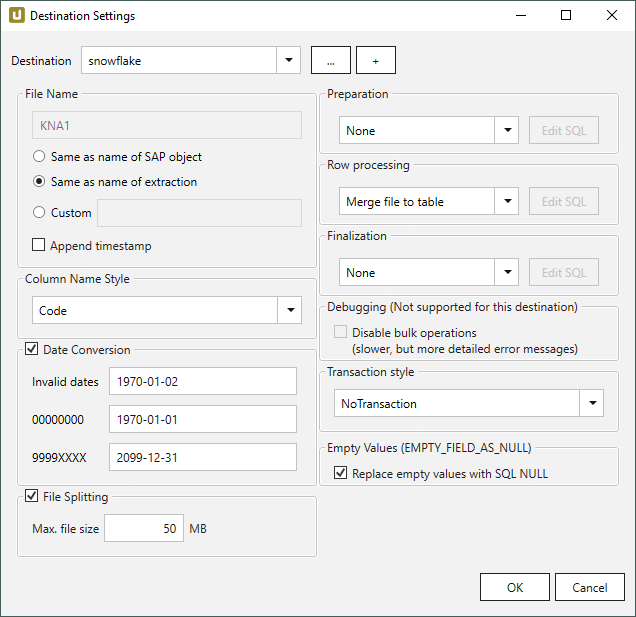 Destination Settings
Destination
snowflake
...
+
File Name
KNA1
Same as name of SAP object
Same as name of extraction
Custom
Append timestamp
Column Name Style
Code
Date Conversion
Invalid dates
1970-01-02
00000000
1970-01-01
9999XXXX
2099-12-31
File Splitting
Max. file size
50
MB
Preparation
None
Edit SQL
Row processing
Merge file to table
Edit SQL
Finalization
None
Edit SQL
Debugging (Not supported for this destination)
Disable bulk operations
(slower, but more detailed error messages)
Transaction style
NoTransaction
Empty Values (EMPTY_FIELD_AS_NULL)
Replace empty values with SQL NULL
OK
Cancel